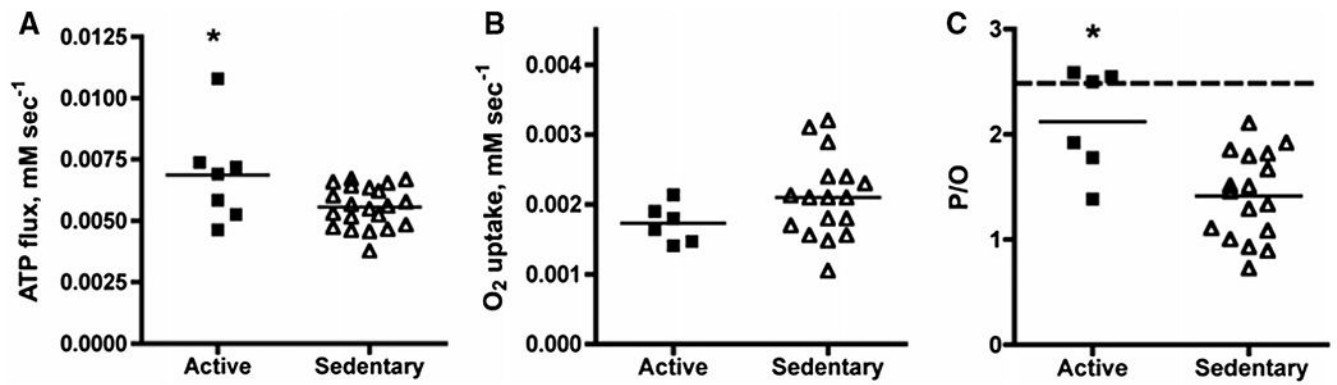 A
ATP flux, mM sec-1
0.0125
0.0100
0.0075
0.0050
0.0025
0.0000
*
Active Sedentary
B
O2 uptake, mM sec-1
0.004
0.003
0.002
0.001
0.000
Active Sedentary
C
P/O
3
2
1
0
*
Active Sedentary